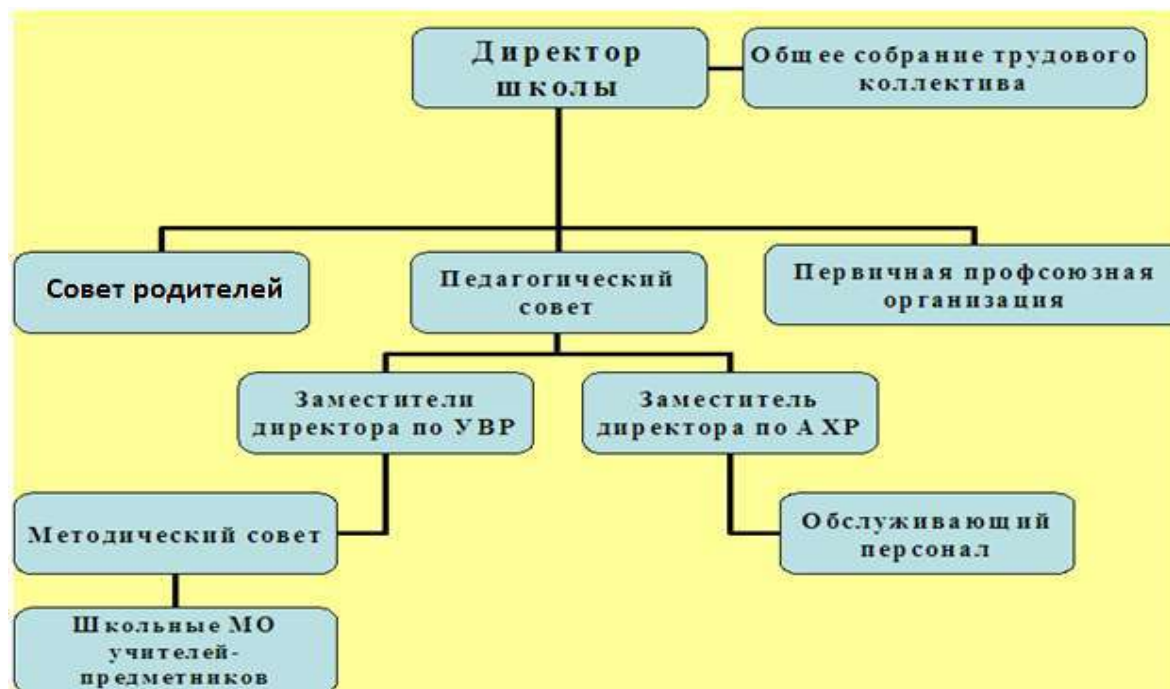 Директор
школы
Общее собрание трудового
коллектива
Совет родителей
Педагогический
совет
Первичная профсоюзная
организация
Заместители
директора по УВР
Заместитель
директора по АХР
Методический совет
Обслуживающий
персонал
Школьные МО
учителей-
предметников